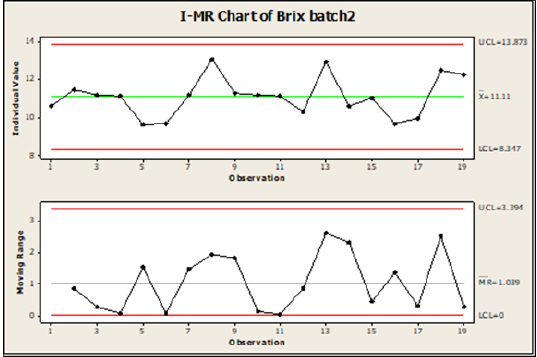 I-MR Chart of Brix batch2
UCL=13.873
X=11.11
LCL=8.347
Individual Value
14
12
10
8
1 3 5 7 9 11 13 15 17 19
Observation
UCL=3.394
MR=1.039
LCL=0
Moving Range
3
2
1
0
1 3 5 7 9 11 13 15 17 19
Observation